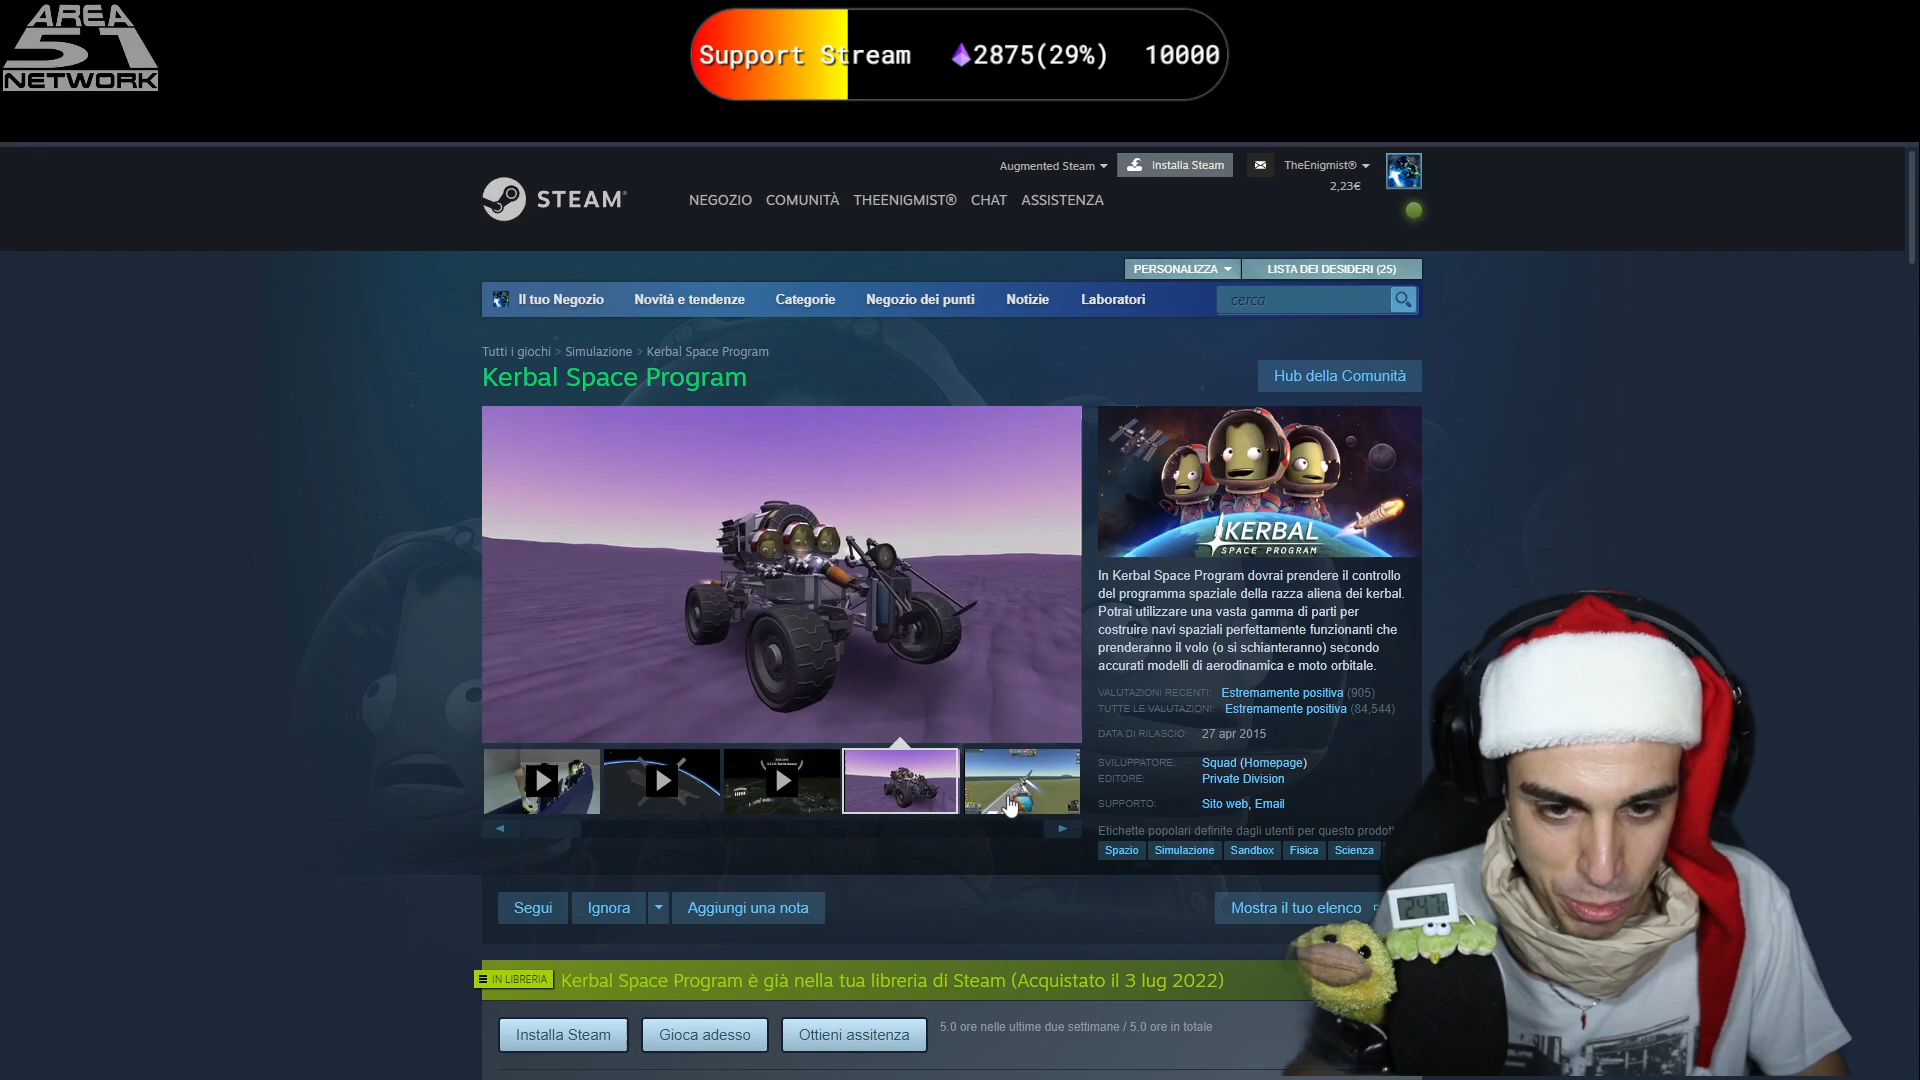 AREA
51
NETWORK
Support Stream 2875(29%) 10000
Augmented Steam Installa Steam TheEnigmist®
2,23€
STEAM®
NEGOZIO COMUNITÀ THEENIGMIST® CHAT ASSISTENZA
PERSONALIZZA LISTA DEI DESIDERI (25)
Il tuo Negozio Novità e tendenze Categorie Negozio dei punti Notizie Laboratori cerca
Tutti i giochi > Simulazione > Kerbal Space Program
Kerbal Space Program
Hub della Comunità
KERBAL
SPACE PROGRAM
In Kerbal Space Program dovrai prendere il controllo
del programma spaziale della razza aliena dei kerbal.
Potrai utilizzare una vasta gamma di parti per
costruire navi spaziali perfettamente funzionanti che
prenderanno il volo (o si schianteranno) secondo
accurati modelli di aerodinamica e moto orbitale.
VALUTAZIONI RECENTI: Estremamente positiva (905)
TUTTE LE VALUTAZIONI: Estremamente positiva (84,544)
DATA DI RILASCIO: 27 apr 2015
SVILUPPATORE: Squad (Homepage)
EDITORE: Private Division
SUPPORTO: Sito web, Email
Etichette popolari definite dagli utenti per questo prodott
Spazio Simulazione Sandbox Fisica Scienza
Segui Ignora Aggiungi una nota Mostra il tuo elenco
IN LIBRERIA Kerbal Space Program è già nella tua libreria di Steam (Acquistato il 3 lug 2022)
Installa Steam Gioca adesso Ottieni assitenza 5.0 ore nelle ultime due settimane / 5.0 ore in totale